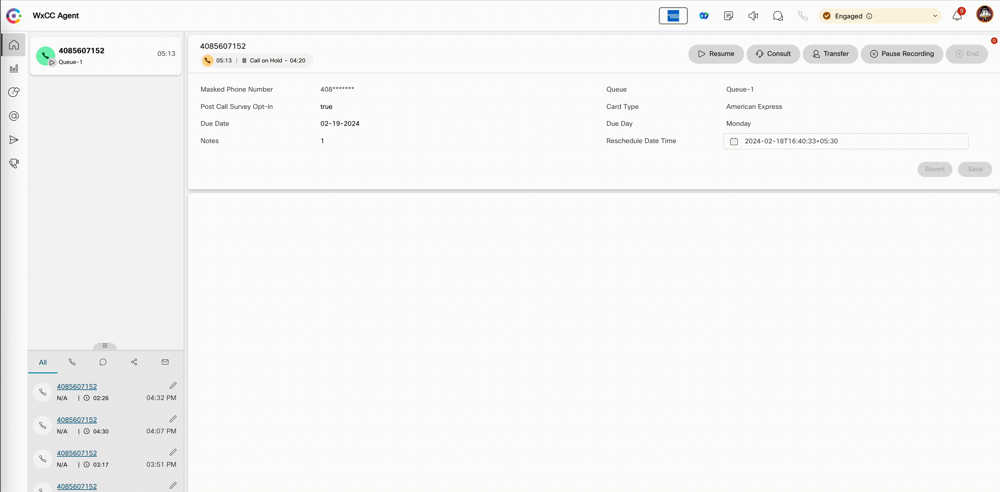 WxCC Agent
AMERICAN EXPRESS
Engaged
9
4085607152
Queue-1
05:13
4085607152
05:13 | Call on Hold - 04:20
Resume
Consult
Transfer
Pause Recording
End
Masked Phone Number 408*******
Queue Queue-1
Post Call Survey Opt-in true
Card Type American Express
Due Date 02-19-2024
Due Day Monday
Notes 1
Reschedule Date Time 2024-02-18T16:40:33+05:30
Revert
Save
All
4085607152
N/A | 02:26 04:32 PM
4085607152
N/A | 04:30 04:07 PM
4085607152
N/A | 03:17 03:51 PM
4085607152